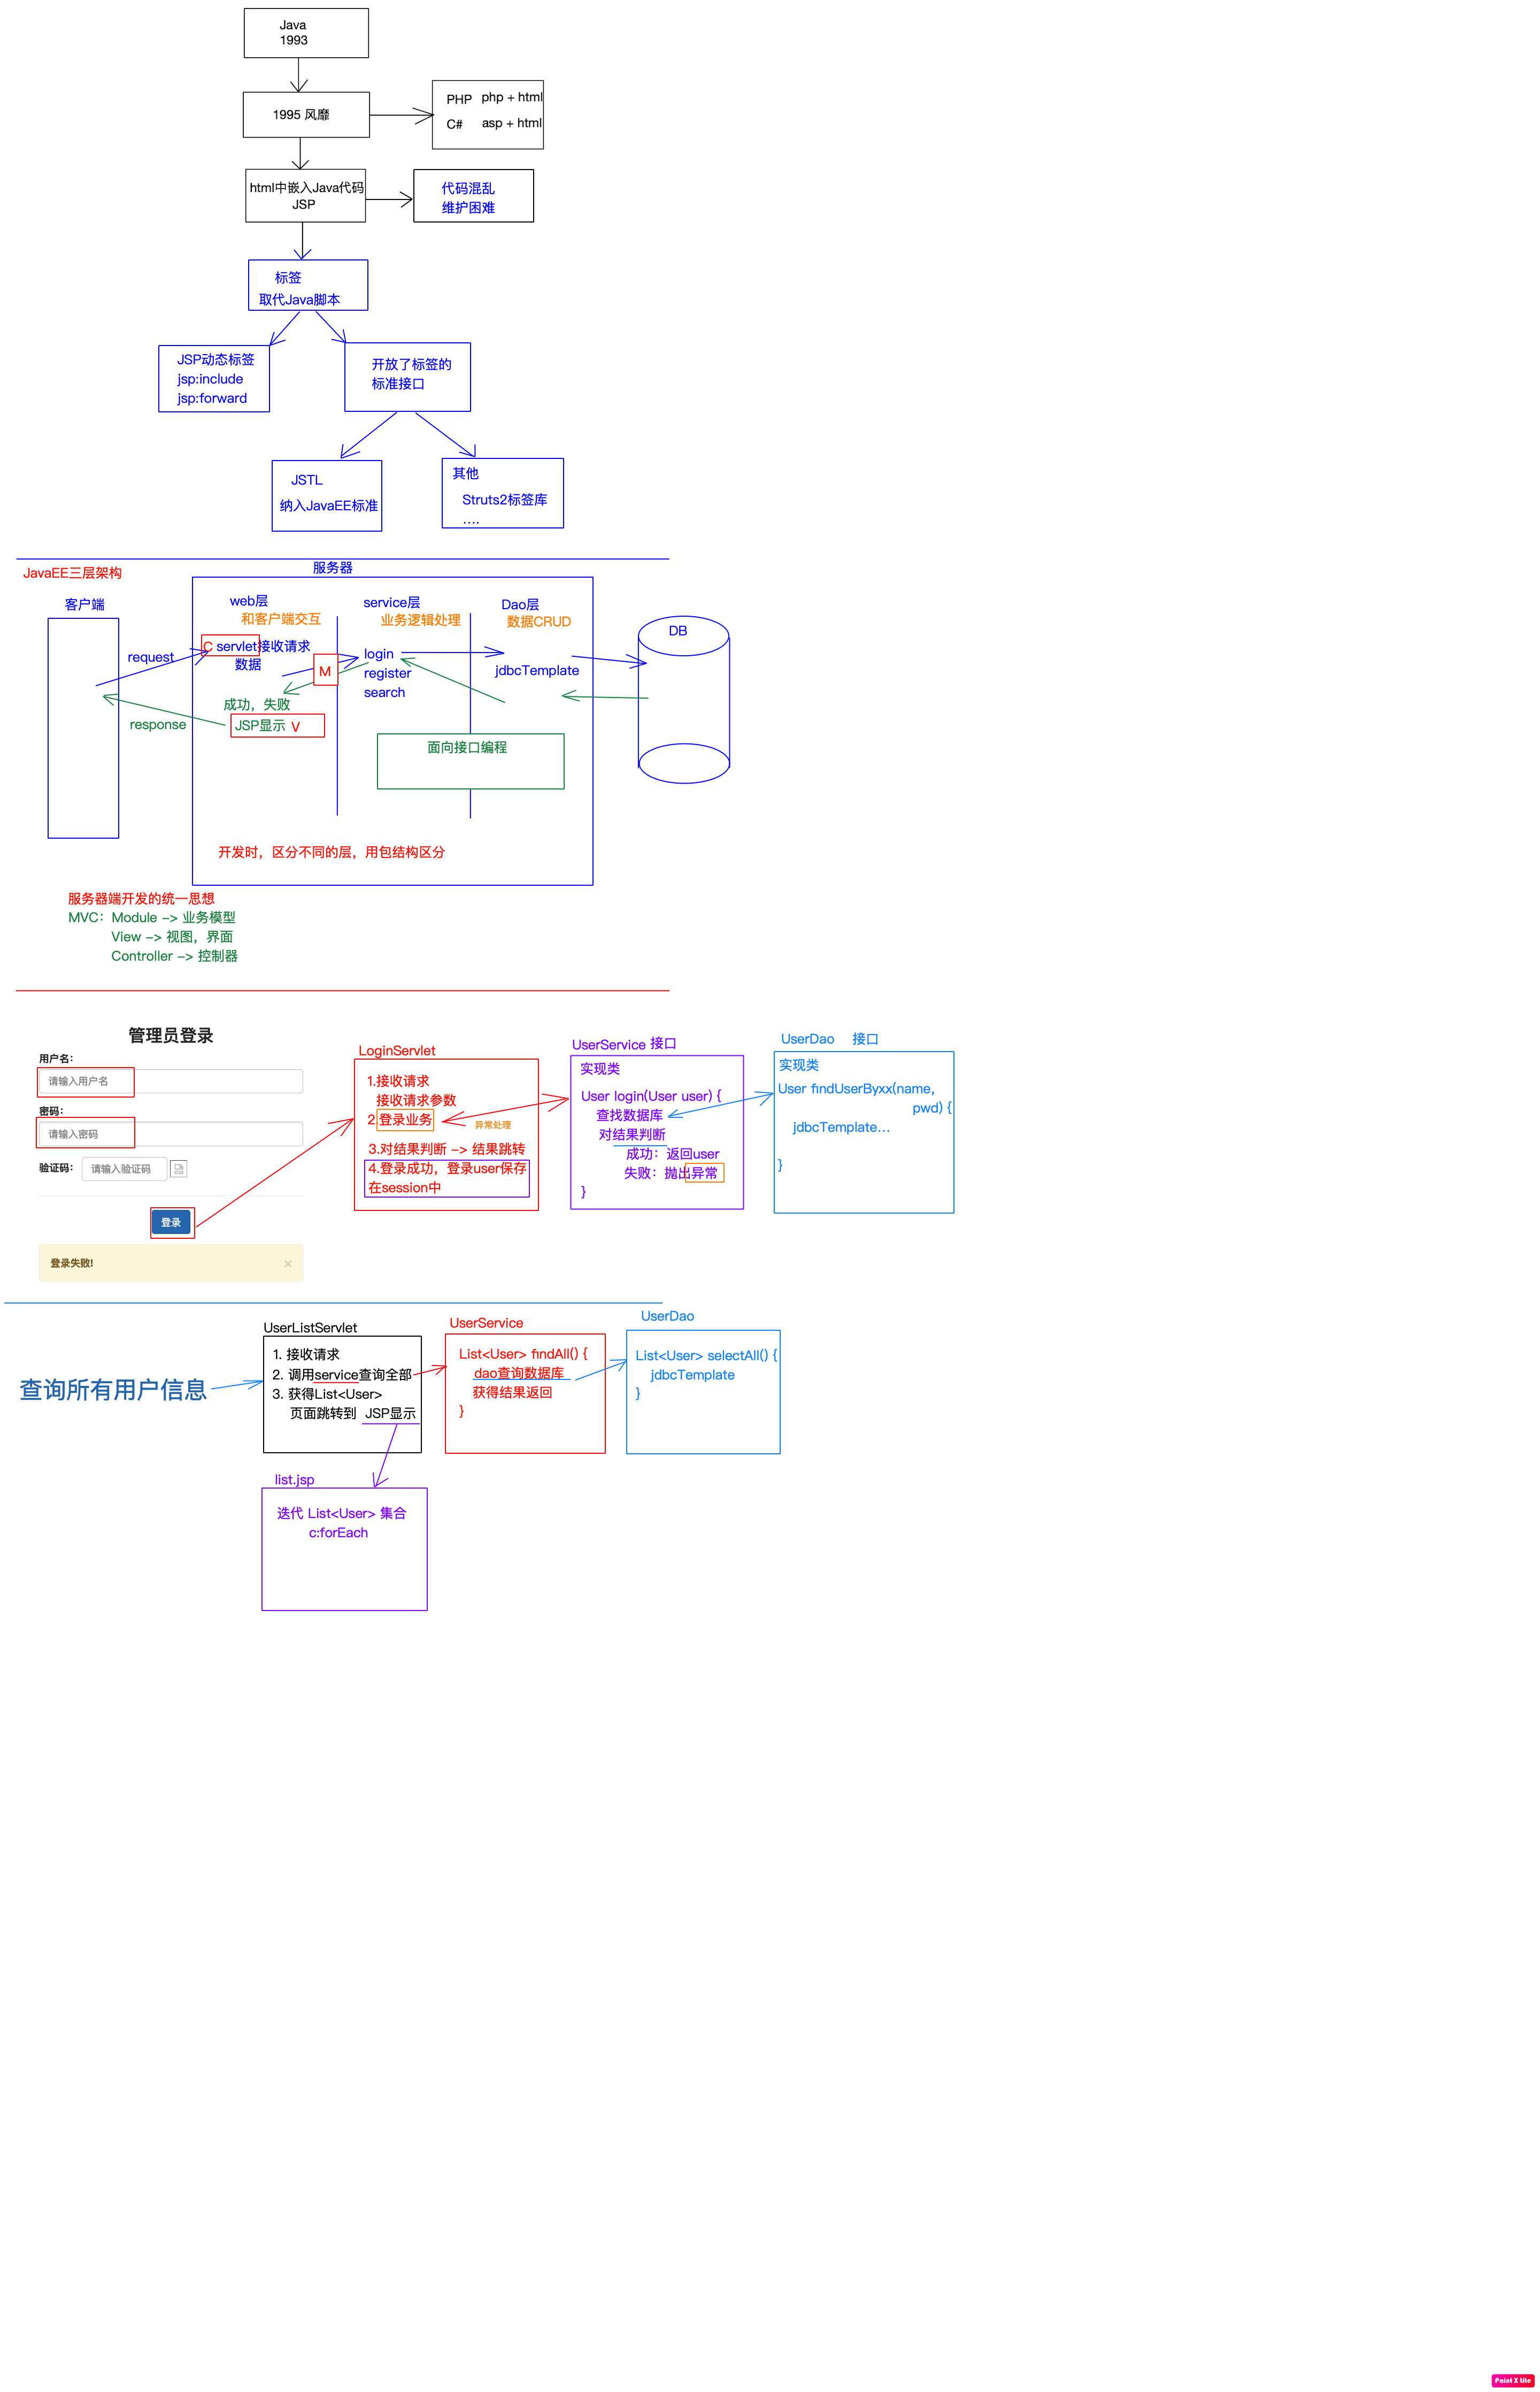 Java
1993
1995 风靡
PHP php + html
C# asp + html
html中嵌入Java代码
JSP
代码混乱
维护困难
标签
取代Java脚本
JSP动态标签
jsp:include
jsp:forward
开放了标签的
标准接口
JSTL
纳入JavaEE标准
其他
Struts2标签库
....
JavaEE三层架构
服务器
客户端
web层
和客户端交互
service层
业务逻辑处理
Dao层
数据CRUD
DB
request
C servlet接收请求
数据
M
login
register
search
jdbcTemplate
成功，失败
JSP显示 V
response
面向接口编程
开发时，区分不同的层，用包结构区分
服务器端开发的统一思想
MVC：Module -> 业务模型
View -> 视图，界面
Controller -> 控制器
管理员登录
用户名：
请输入用户名
密码：
请输入密码
验证码： 请输入验证码
登录
登录失败! ×
LoginServlet
1.接收请求
接收请求参数
2 登录业务
异常处理
3.对结果判断 -> 结果跳转
4.登录成功，登录user保存
在session中
UserService 接口
实现类
User login(User user) {
查找数据库
对结果判断
成功：返回user
失败：抛出异常
}
UserDao 接口
实现类
User findUserByxx(name,
pwd) {
jdbcTemplate...
}
查询所有用户信息
UserListServlet
1. 接收请求
2. 调用service查询全部
3. 获得List<User>
页面跳转到 JSP显示
UserService
List<User> findAll() {
dao查询数据库
获得结果返回
}
UserDao
List<User> selectAll() {
jdbcTemplate
}
list.jsp
迭代 List<User> 集合
c:forEach
Paint X Lite